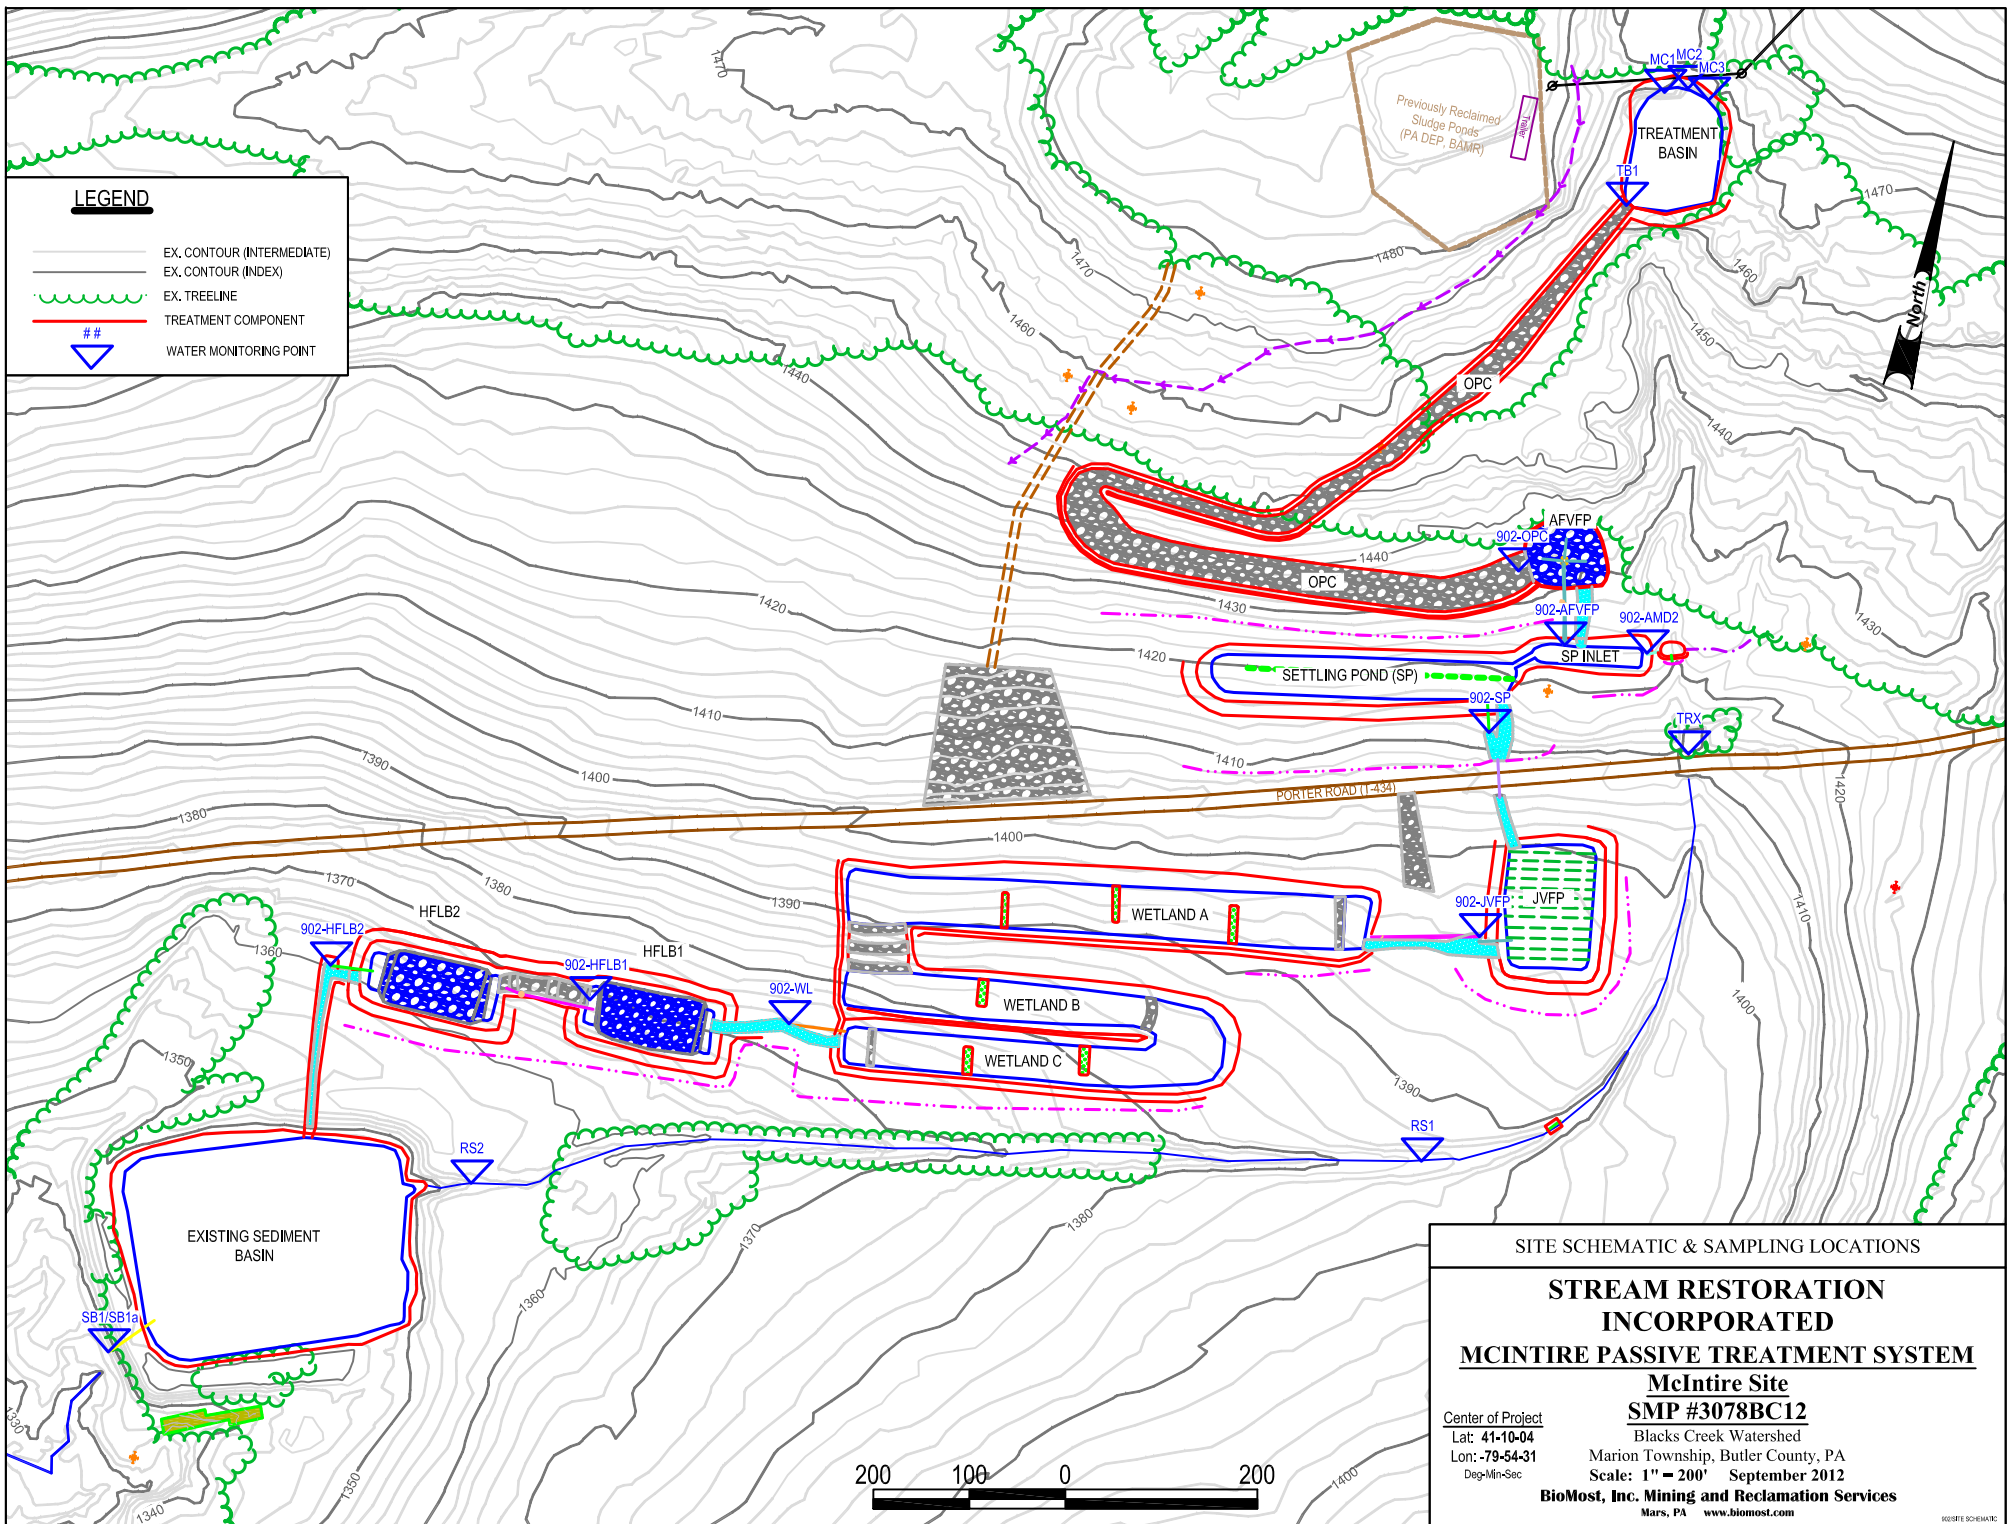 LEGEND
EX. CONTOUR (INTERMEDIATE)
EX. CONTOUR (INDEX)
EX. TREELINE
TREATMENT COMPONENT
##
WATER MONITORING POINT
1470
Previously Reclaimed
Sludge Ponds
(PA DEP, BAMR)
Trailer
MC1
MC2
MC3
TREATMENT
BASIN
TB1
1470
1480
1470
1460
1460
1450
North
1440
OPC
1440
AFVFP
902-OPC
1440
OPC
1430
1420
902-AFVFP
902-AMD2
1430
1420
SP INLET
SETTLING POND (SP)
902-SP
1410
TRX
1410
1390
1400
1420
PORTER ROAD (T-434)
1380
1400
1370
1380
1390
HFLB2
WETLAND A
902-JVFP
JVFP
1410
902-HFLB2
1360
HFLB1
902-HFLB1
902-WL
WETLAND B
1400
1350
WETLAND C
1390
RS1
RS2
EXISTING SEDIMENT
BASIN
1370
1380
1360
SB1/SB1a
1330
1350
1340
1400
200 100 0 200
SITE SCHEMATIC & SAMPLING LOCATIONS
STREAM RESTORATION
INCORPORATED
MCINTIRE PASSIVE TREATMENT SYSTEM
McIntire Site
SMP #3078BC12
Center of Project
Lat: 41-10-04
Lon: -79-54-31
Deg-Min-Sec
Blacks Creek Watershed
Marion Township, Butler County, PA
Scale: 1" = 200' September 2012
BioMost, Inc. Mining and Reclamation Services
Mars, PA www.biomost.com
902/SITE SCHEMATIC